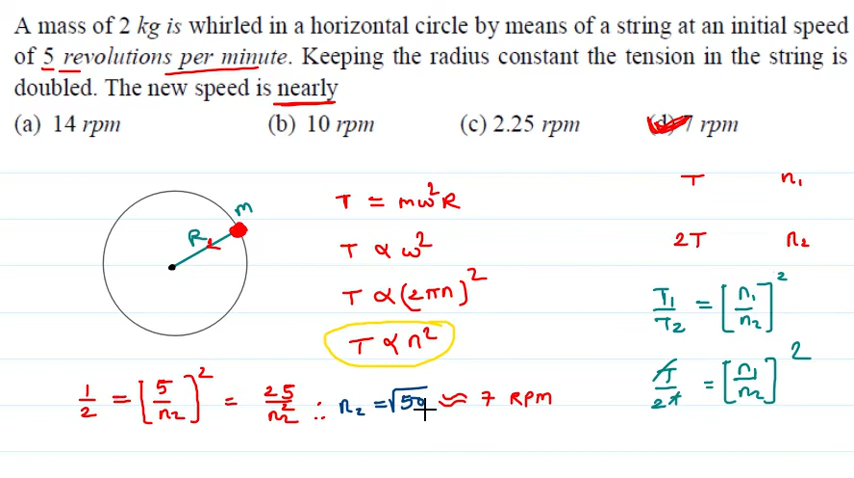 A mass of 2 kg is whirled in a horizontal circle by means of a string at an initial speed
of 5 revolutions per minute. Keeping the radius constant the tension in the string is
doubled. The new speed is nearly
(a) 14 rpm (b) 10 rpm (c) 2.25 rpm (d) 7 rpm
T n₁
m
R
T = mω²R
2T n₂
T ∝ ω²
T ∝ (2πn)²
T₁/T₂ = [n₁/n₂]²
T ∝ n²
T/2T = [n₁/n₂]²
1/2 = [5/n₂]² = 25/n₂² ∴ n₂ = √50 ≈ 7 RPM